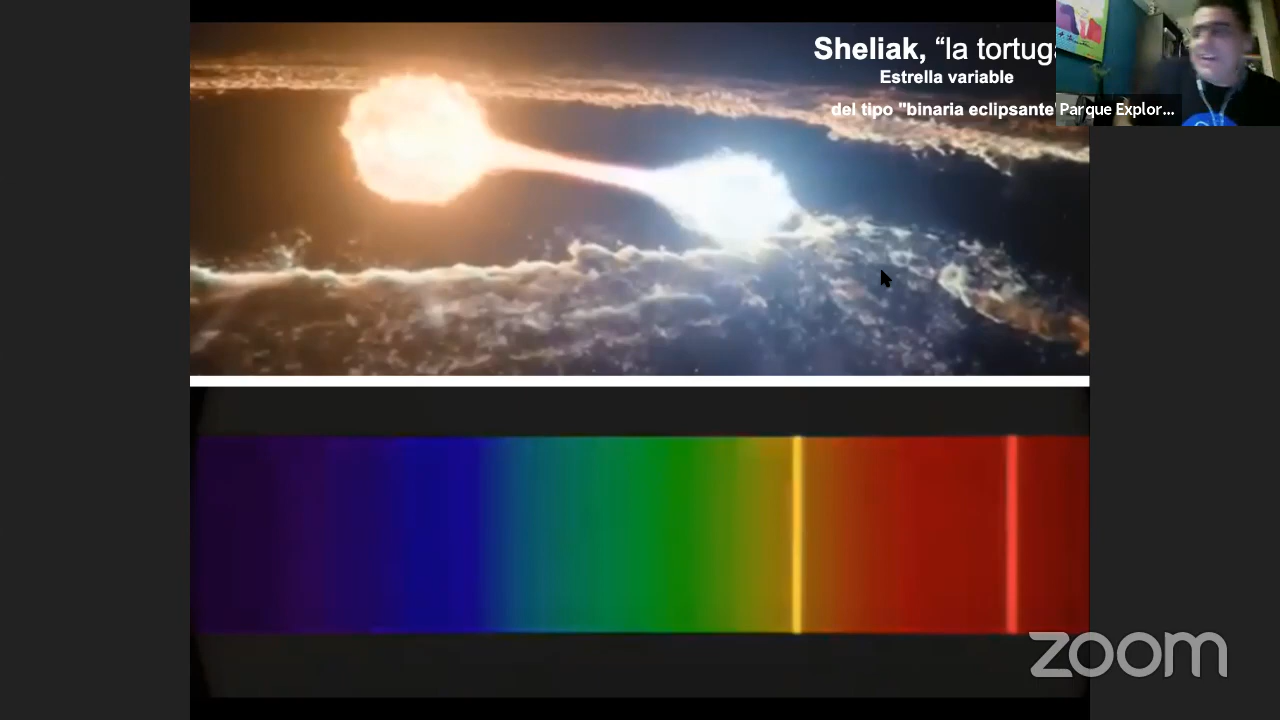 Sheliak, “la tortug
Estrella variable
del tipo "binaria eclipsante"
Parque Explor...
zoom